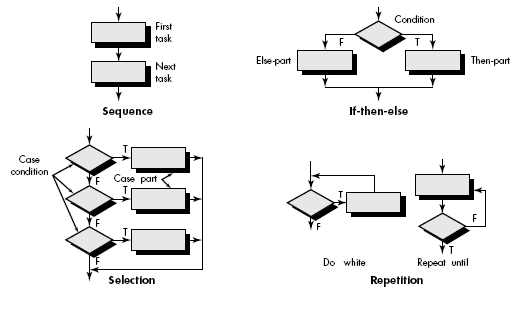 First
task
Next
task
Sequence
Condition
F
T
Else-part
Then-part
If-then-else
Case
condition
T
Case part
F
T
F
T
F
Selection
T
F
F
T
Do white
Repeat until
Repetition